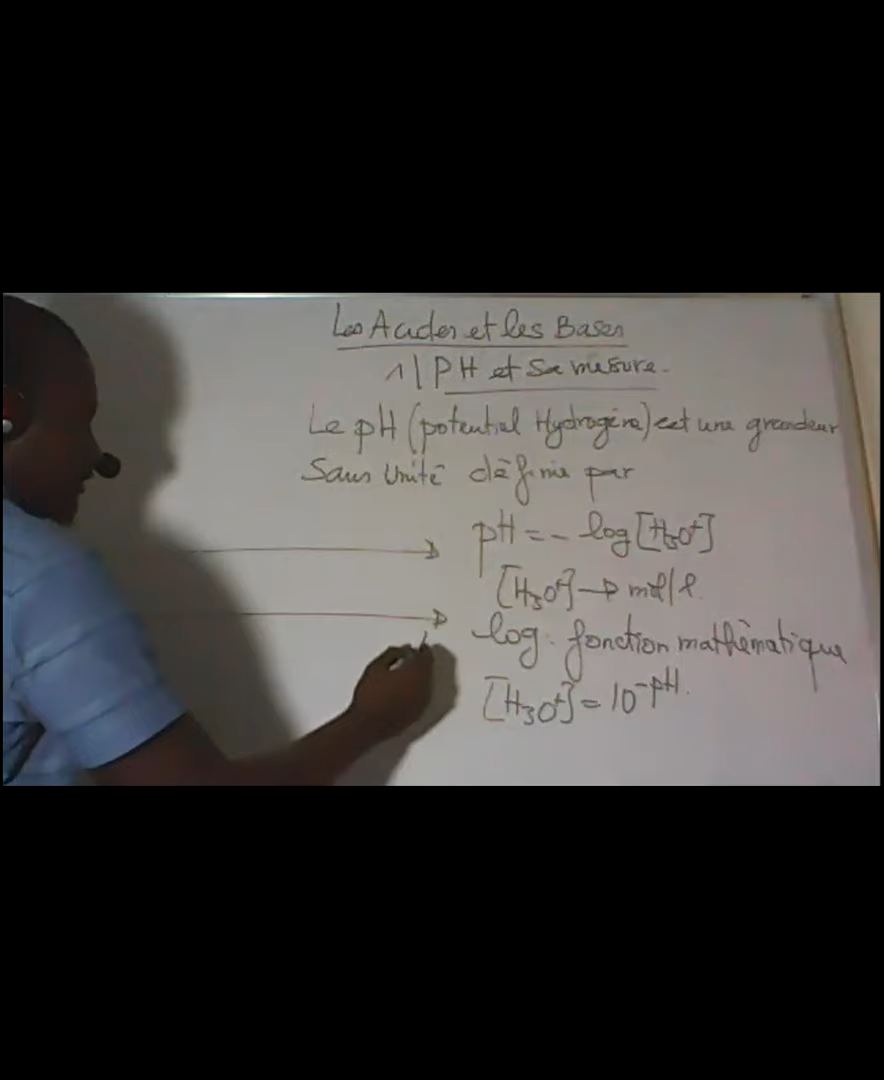 Les Acides et les Bases
1/ PH et Sa mesure.
Le pH (potentiel Hydrogène) est une grandeur
Sans Unité définie par
pH = - log [H₃O⁺]
[H₃O⁺] → mol/l.
log : fonction mathématique
[H₃O⁺] = 10⁻ᵖᴴ.